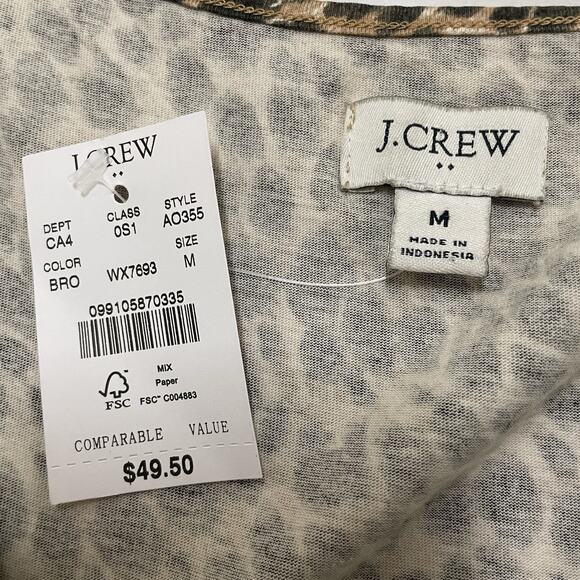 J.CREW
DEPT CLASS STYLE
CA4 0S1 AO355
COLOR SIZE
BRO WX7693 M
099105870335
FSC
MIX
Paper
FSC™ C004883
COMPARABLE VALUE
$49.50
J.CREW
M
MADE IN
INDONESIA